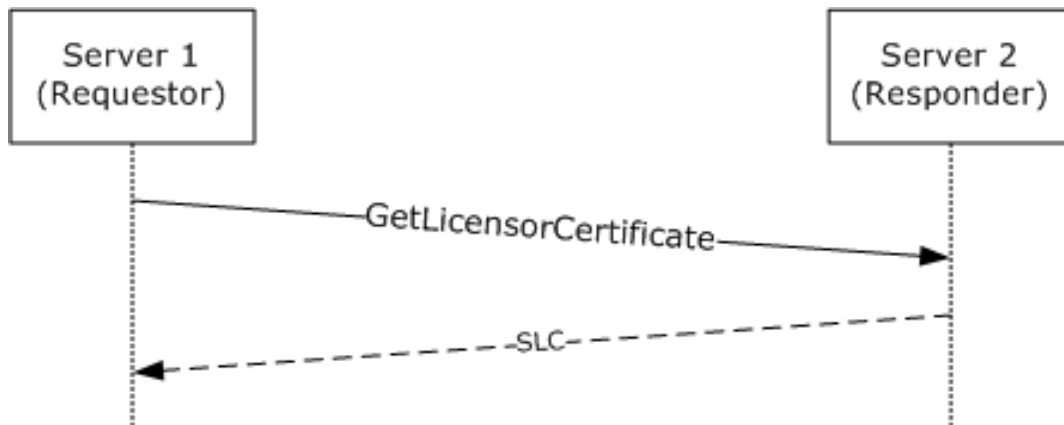 Server 1
(Requestor)
Server 2
(Responder)
GetLicensorCertificate
SLC